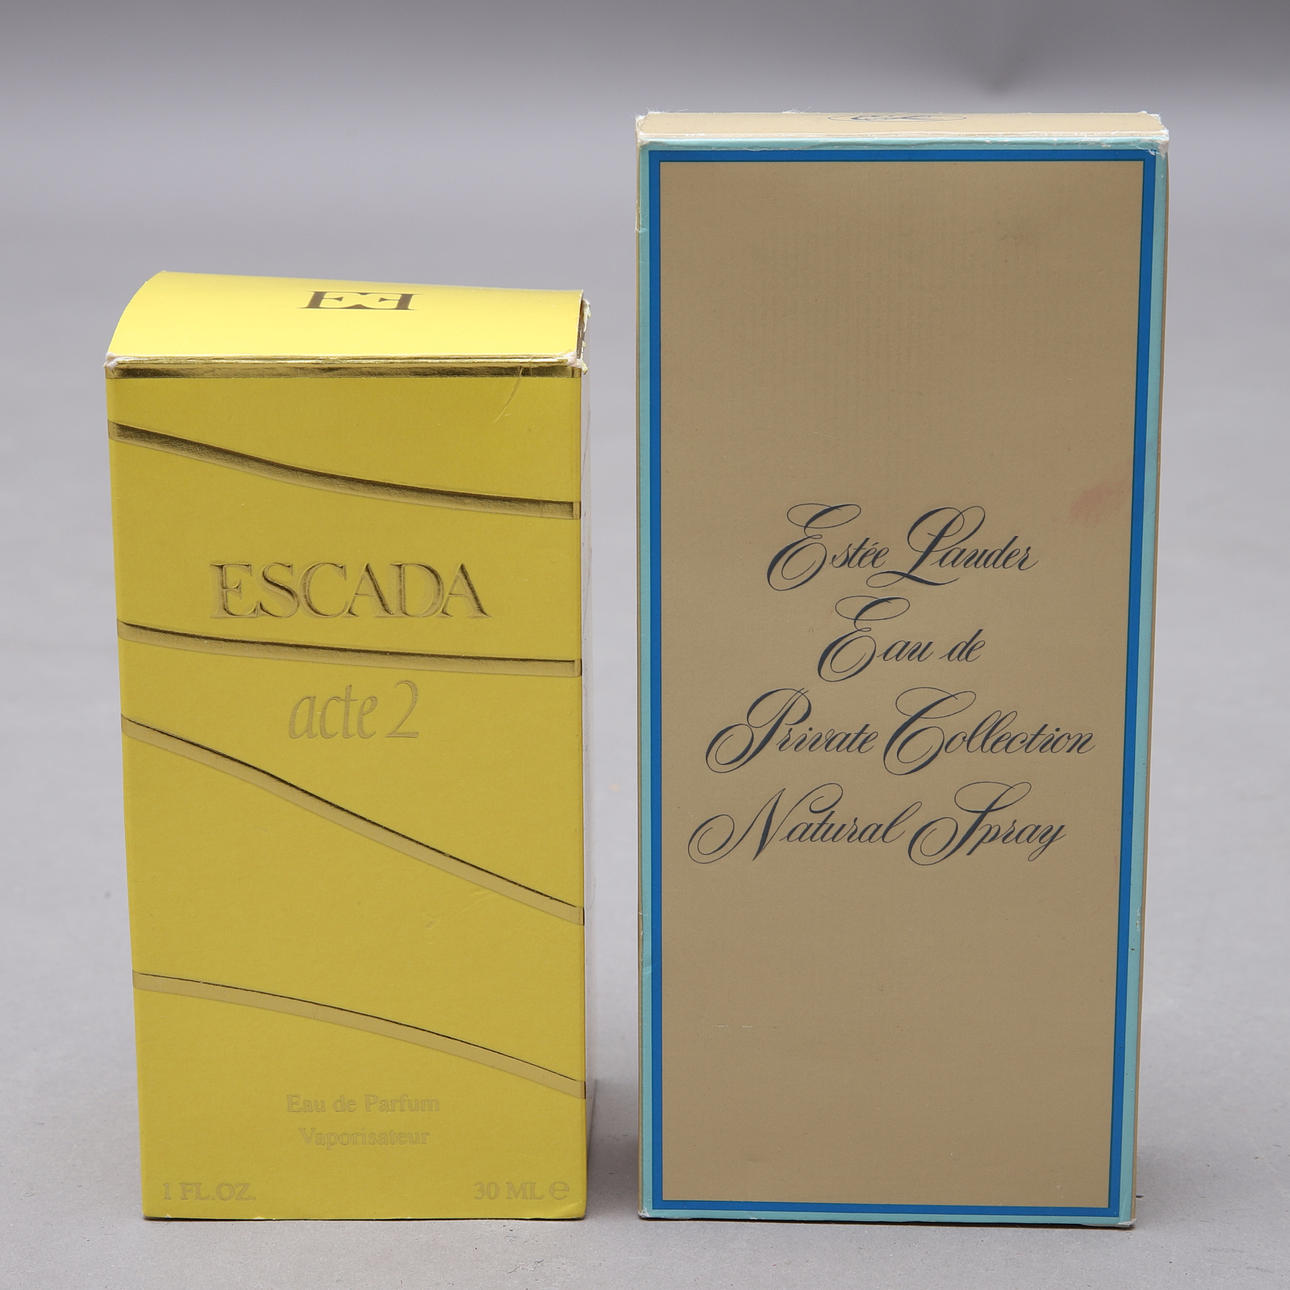 ESCADA
acte 2
Eau de Parfum
Vaporisateur
1 FL.OZ.
30 ML ℮
Estée Lauder
Eau de
Private Collection
Natural Spray